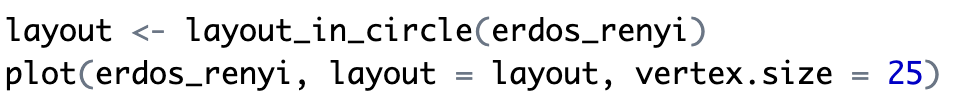 layout <- layout_in_circle(erdos_renyi)
plot(erdos_renyi, layout = layout, vertex.size = 25)